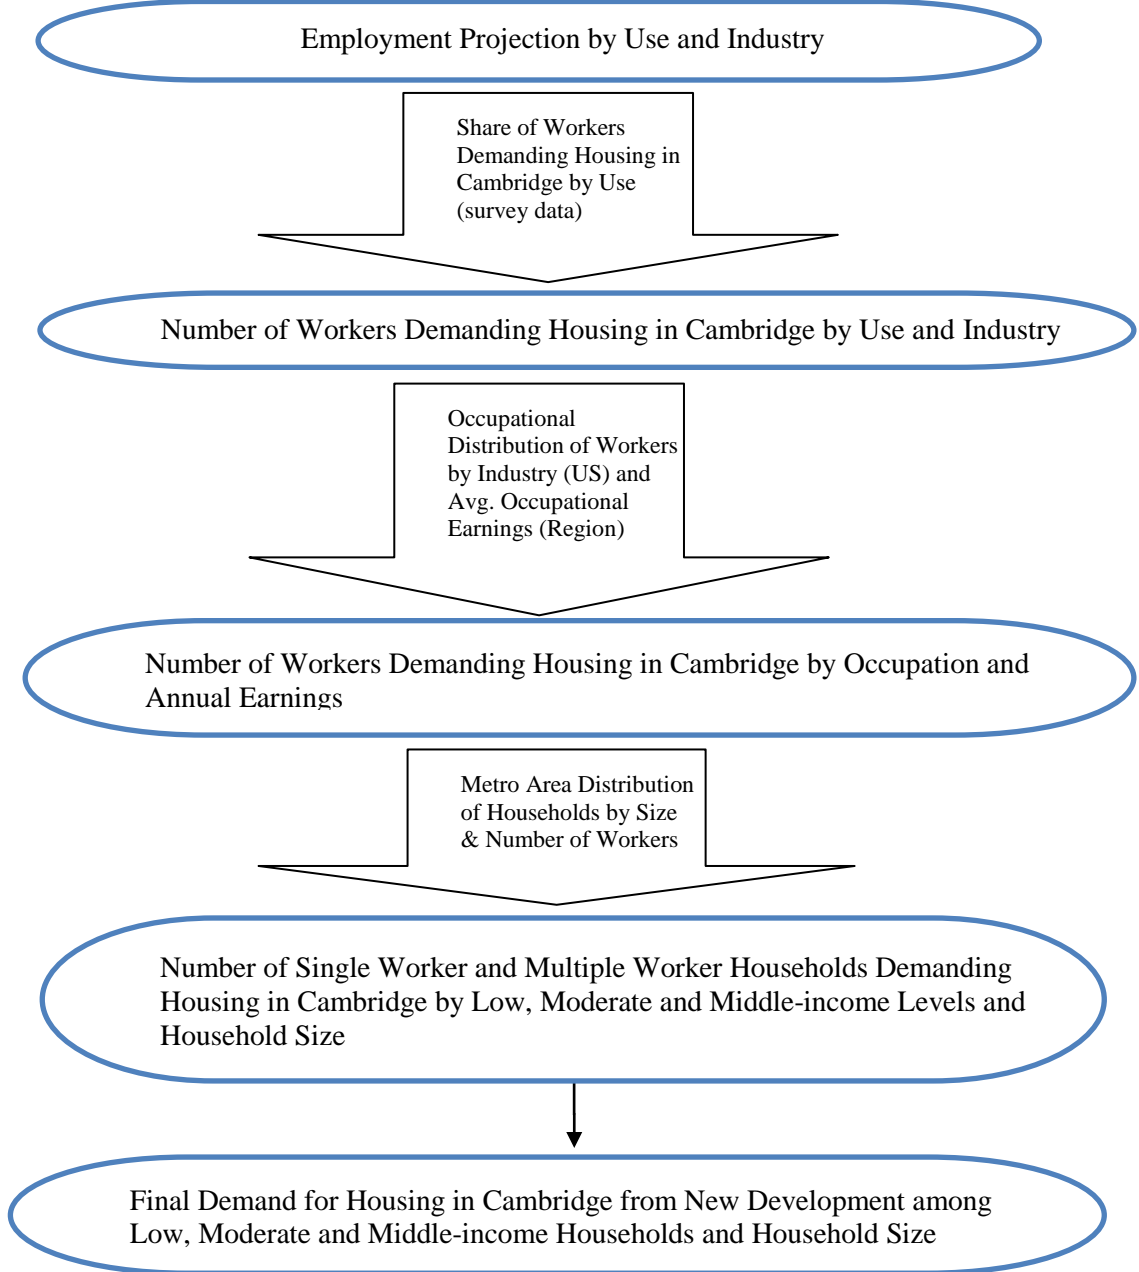 Employment Projection by Use and Industry
Share of Workers
Demanding Housing in
Cambridge by Use
(survey data)
Number of Workers Demanding Housing in Cambridge by Use and Industry
Occupational
Distribution of Workers
by Industry (US) and
Avg. Occupational
Earnings (Region)
Number of Workers Demanding Housing in Cambridge by Occupation and
Annual Earnings
Metro Area Distribution
of Households by Size
& Number of Workers
Number of Single Worker and Multiple Worker Households Demanding
Housing in Cambridge by Low, Moderate and Middle-income Levels and
Household Size
Final Demand for Housing in Cambridge from New Development among
Low, Moderate and Middle-income Households and Household Size